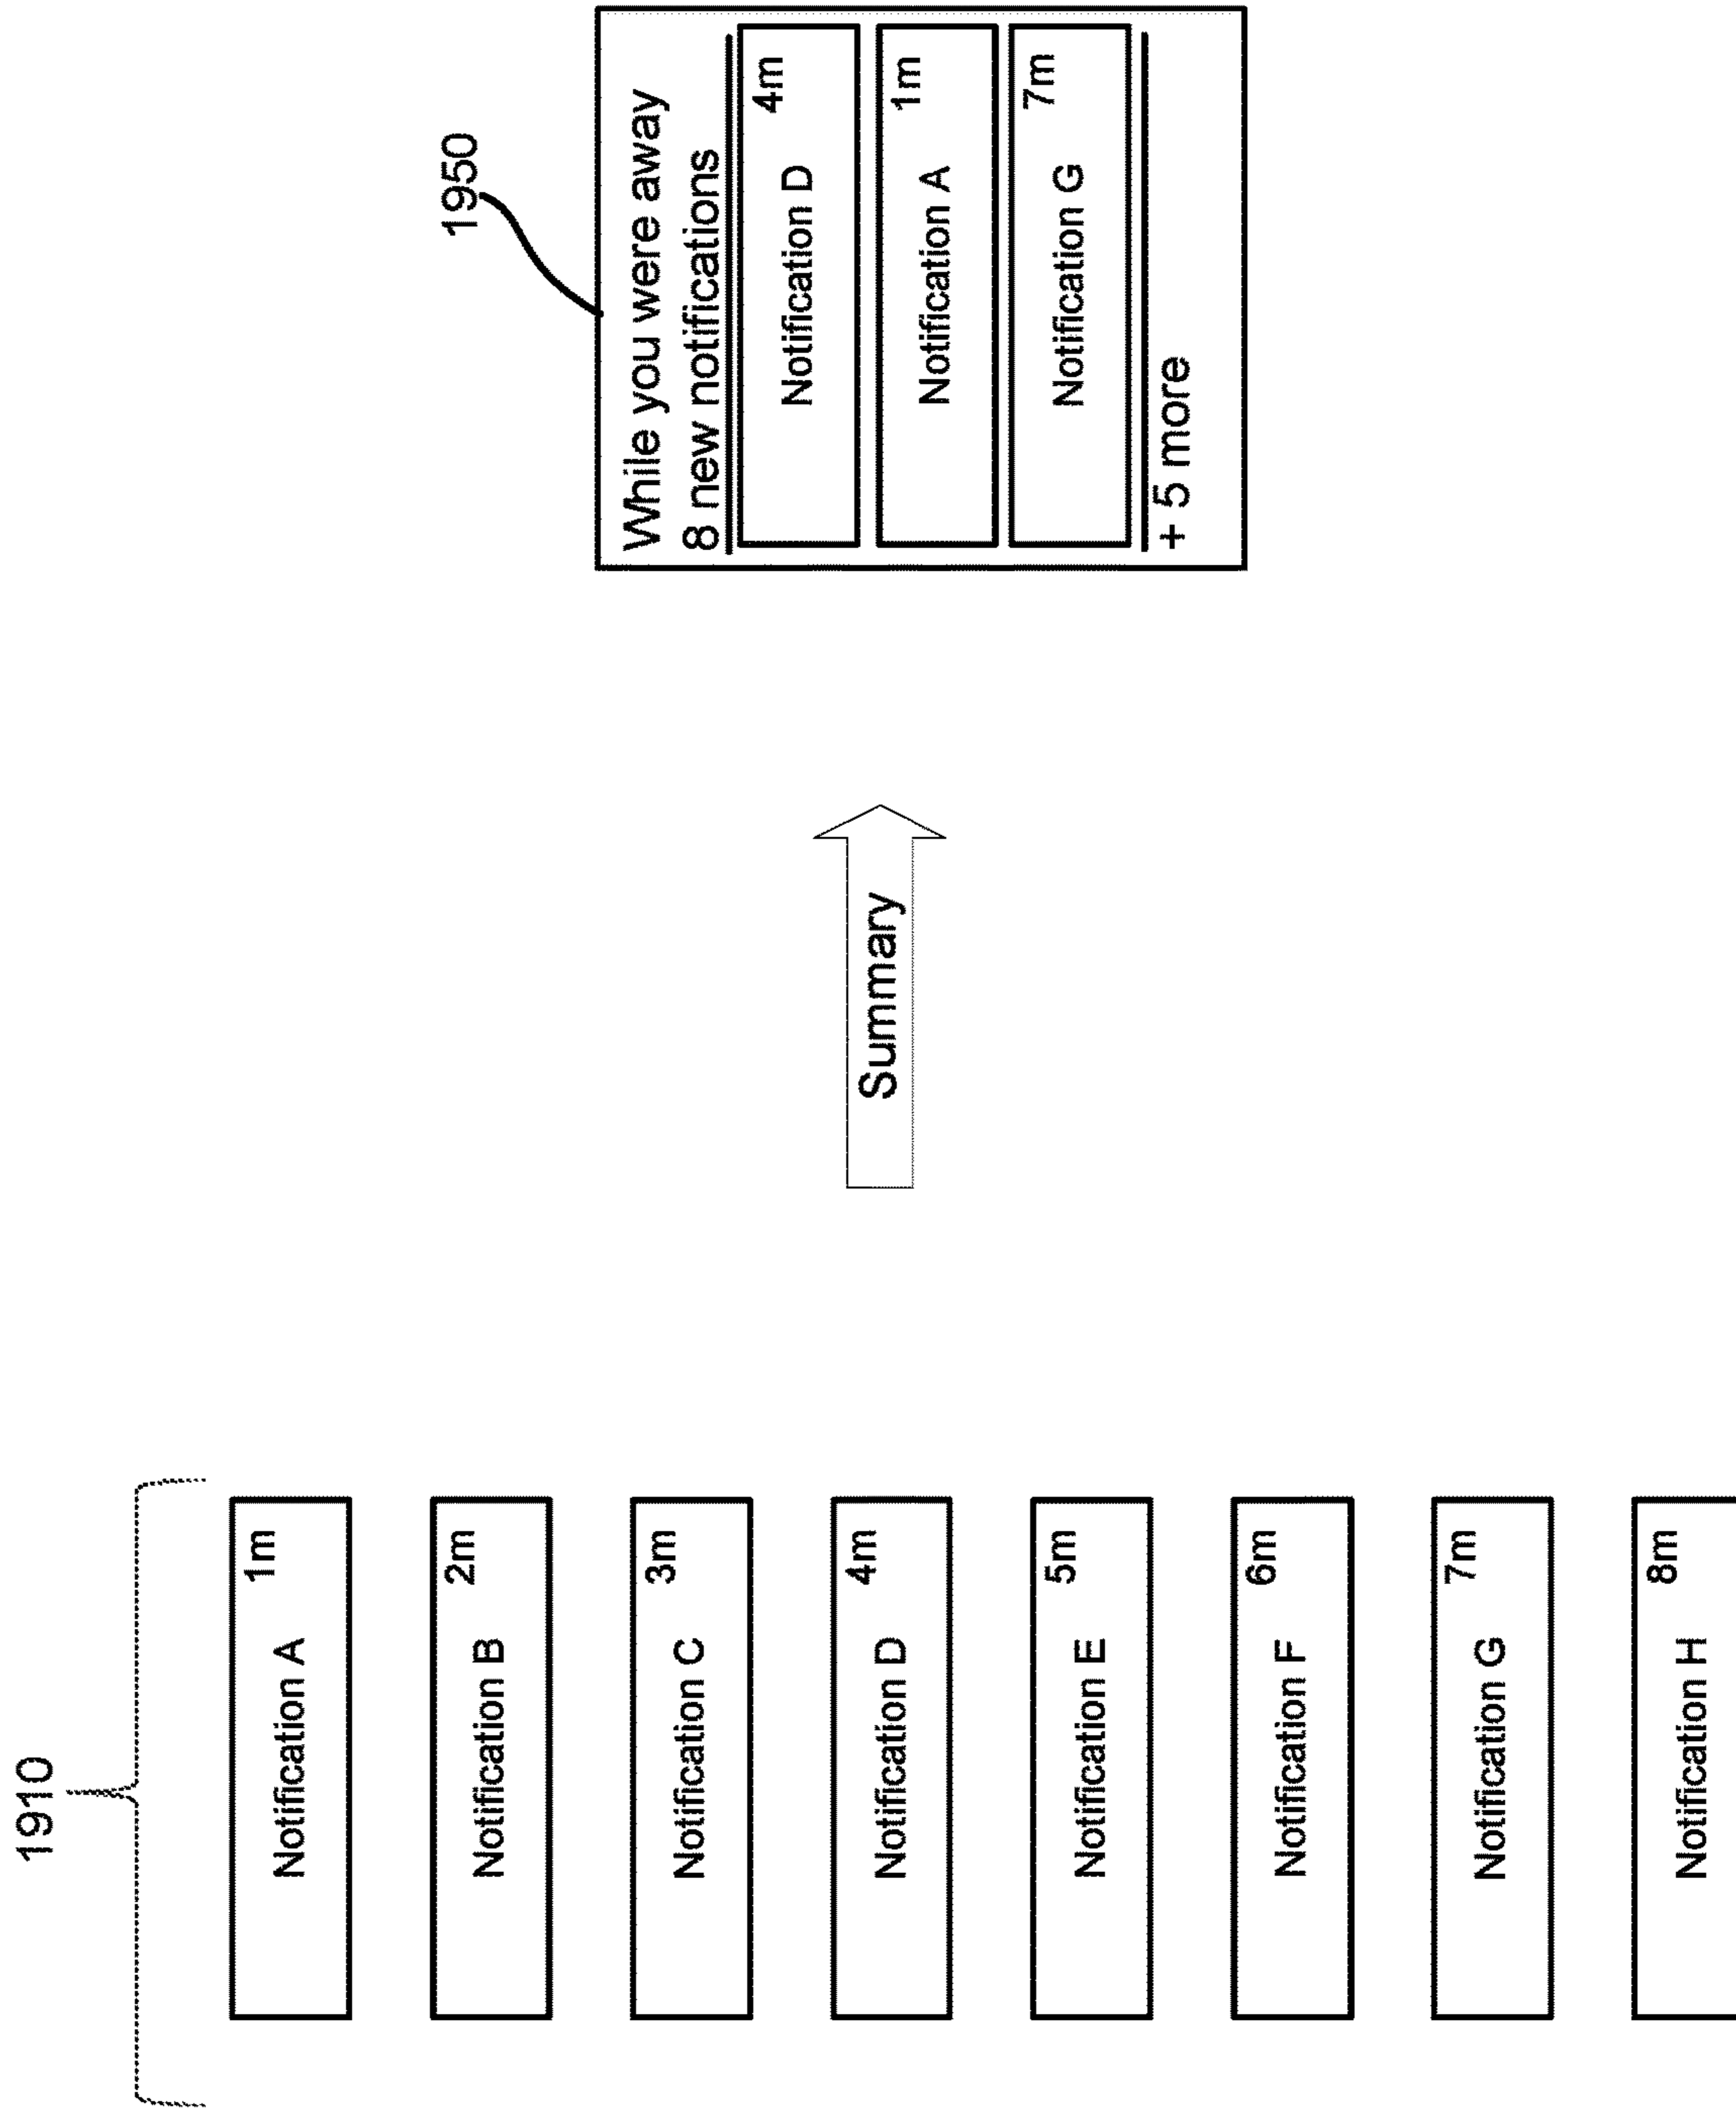 1910
Notification A 1m
Notification B 2m
Notification C 3m
Notification D 4m
Notification E 5m
Notification F 6m
Notification G 7m
Notification H 8m
Summary
1950
While you were away
8 new notifications
Notification D 4m
Notification A 1m
Notification G 7m
+ 5 more